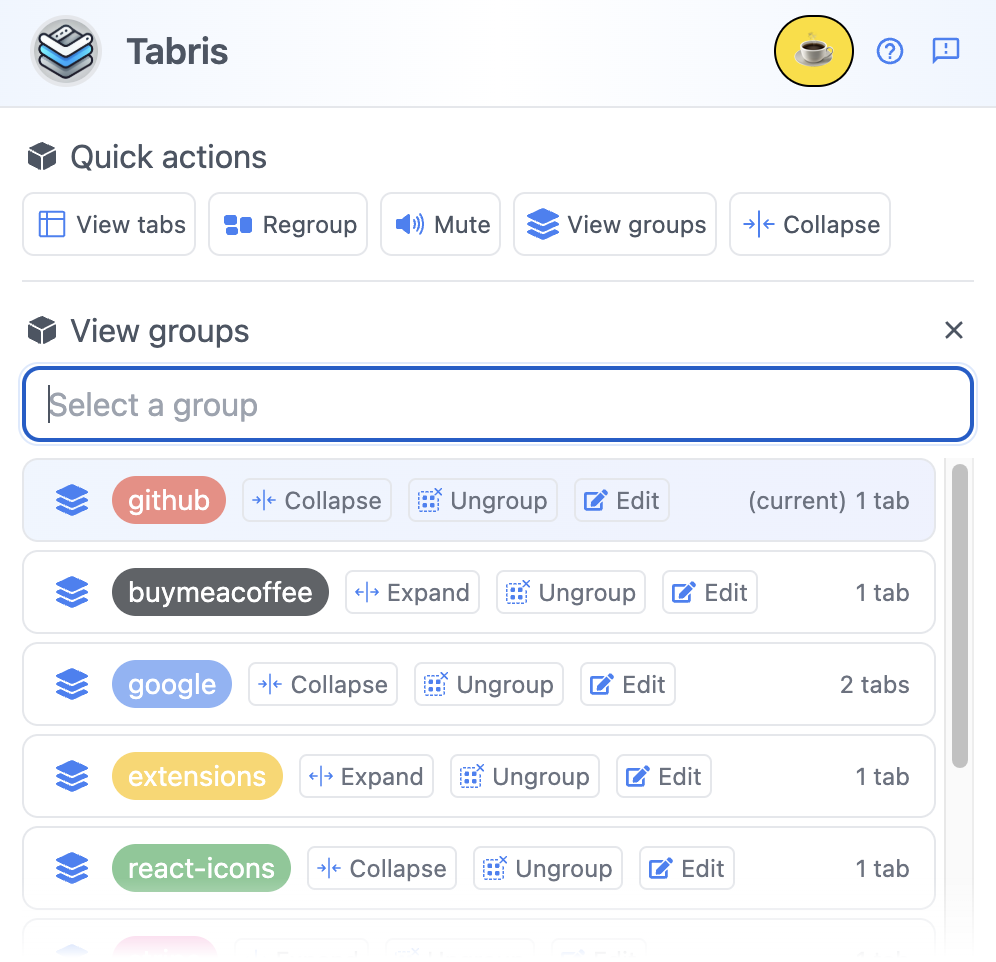 Tabris
Quick actions
View tabs Regroup Mute View groups Collapse
View groups
Select a group
github Collapse Ungroup Edit (current) 1 tab
buymeacoffee Expand Ungroup Edit 1 tab
google Collapse Ungroup Edit 2 tabs
extensions Expand Ungroup Edit 1 tab
react-icons Collapse Ungroup Edit 1 tab